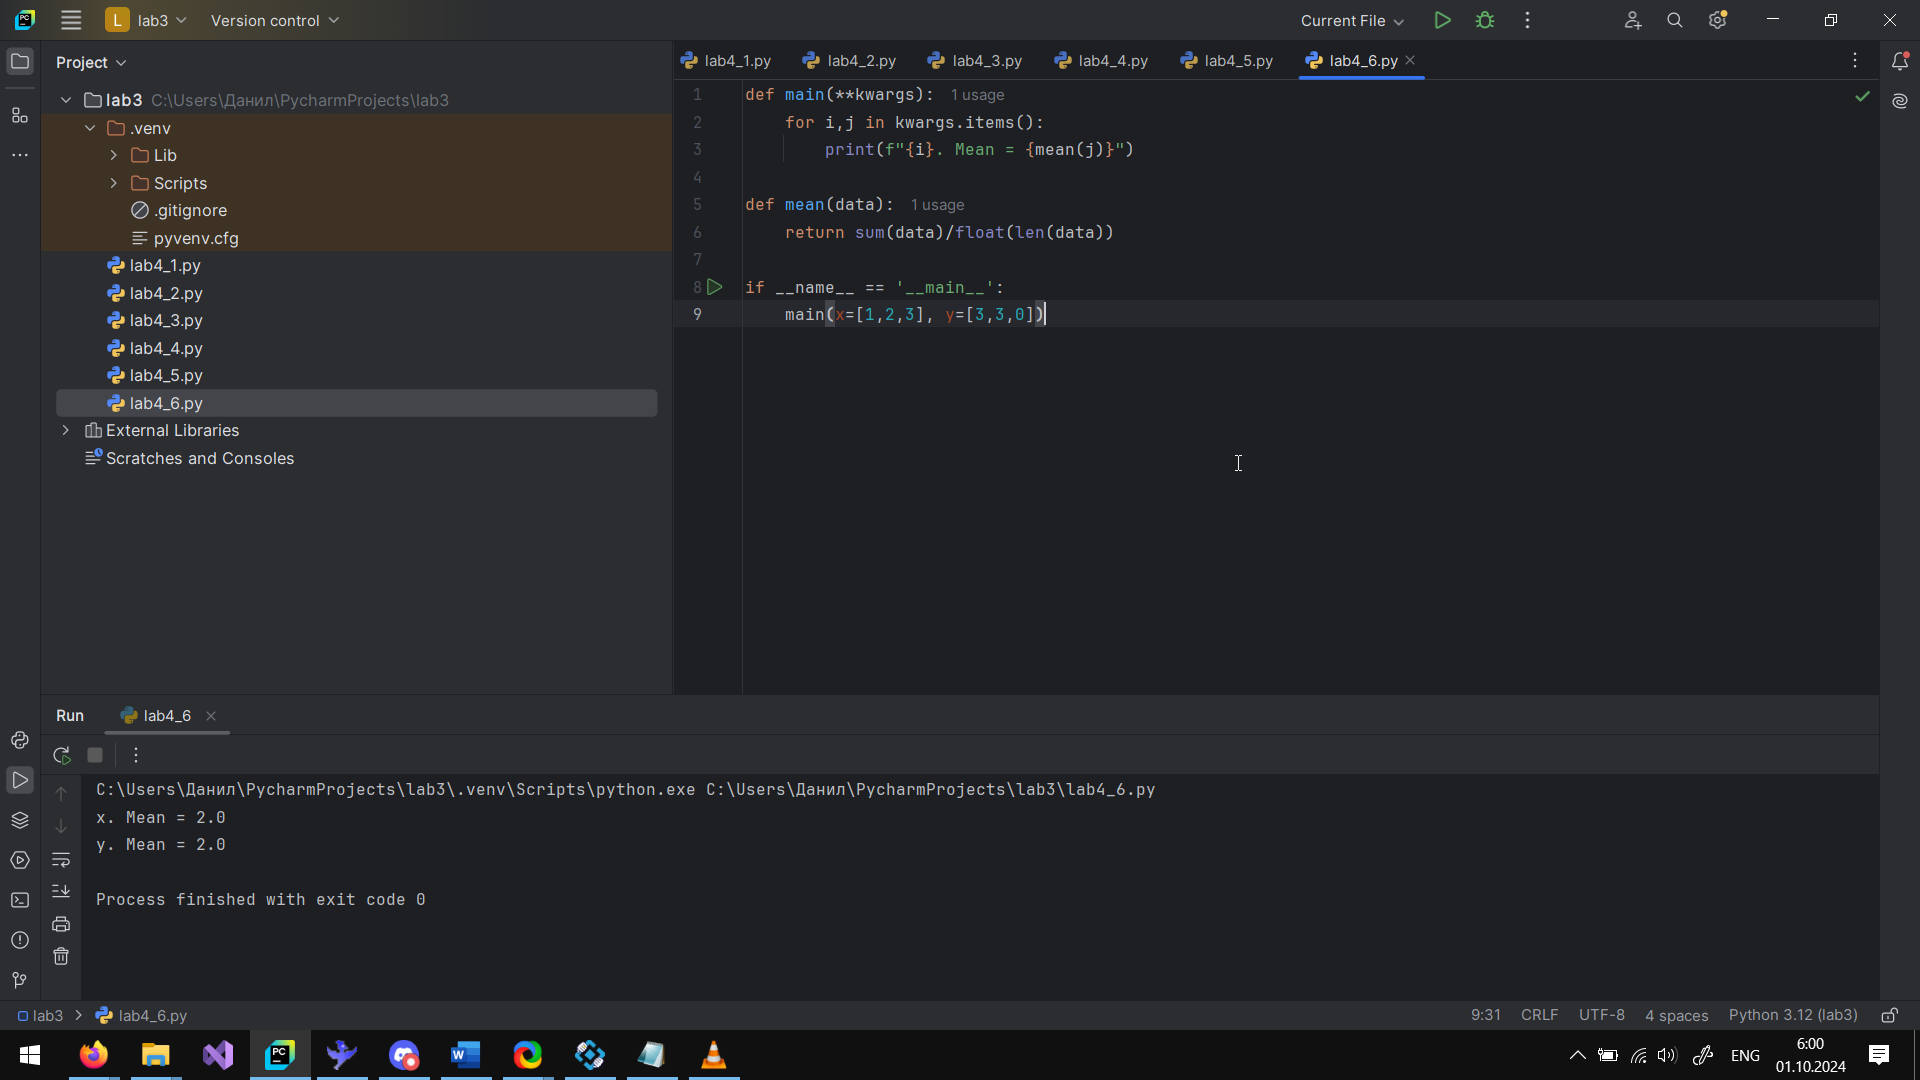 L lab3 Version control Current File
Project
lab3 C:\Users\Данил\PycharmProjects\lab3
.venv
Lib
Scripts
.gitignore
pyvenv.cfg
lab4_1.py
lab4_2.py
lab4_3.py
lab4_4.py
lab4_5.py
lab4_6.py
External Libraries
Scratches and Consoles
lab4_1.py lab4_2.py lab4_3.py lab4_4.py lab4_5.py lab4_6.py
1 def main(**kwargs): 1 usage
2     for i,j in kwargs.items():
3         print(f"{i}. Mean = {mean(j)}")
4
5 def mean(data): 1 usage
6     return sum(data)/float(len(data))
7
8 if __name__ == '__main__':
9     main(x=[1,2,3], y=[3,3,0])
Run lab4_6
C:\Users\Данил\PycharmProjects\lab3\.venv\Scripts\python.exe C:\Users\Данил\PycharmProjects\lab3\lab4_6.py
x. Mean = 2.0
y. Mean = 2.0
Process finished with exit code 0
lab3 lab4_6.py 9:31 CRLF UTF-8 4 spaces Python 3.12 (lab3)
PC W ENG 6:00
01.10.2024